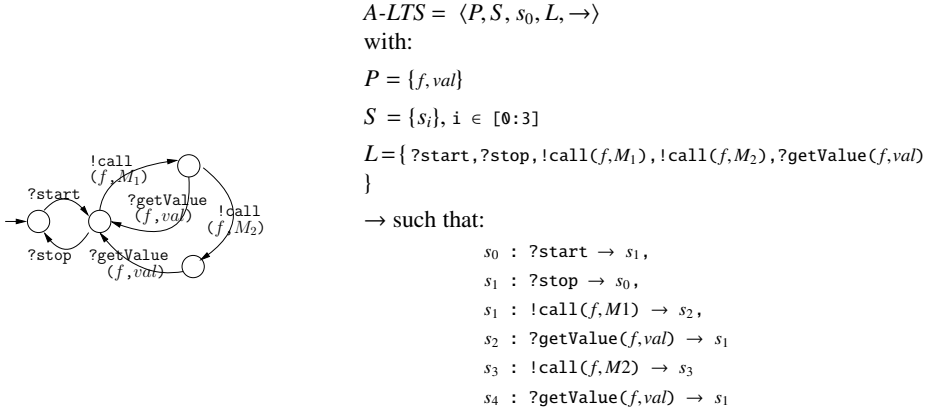 !call
(f,M₁)
?start
?getValue
(f,val)
!call
(f,M₂)
?stop
?getValue
(f,val)
A-LTS = ⟨P, S, s₀, L, →⟩
with:
P = {f,val}
S = {sᵢ}, i ∈ [0:3]
L={ ?start,?stop,!call(f,M₁),!call(f,M₂),?getValue(f,val)
}
→ such that:
s₀ : ?start → s₁,
s₁ : ?stop → s₀,
s₁ : !call(f,M1) → s₂,
s₂ : ?getValue(f,val) → s₁
s₃ : !call(f,M2) → s₃
s₄ : ?getValue(f,val) → s₁